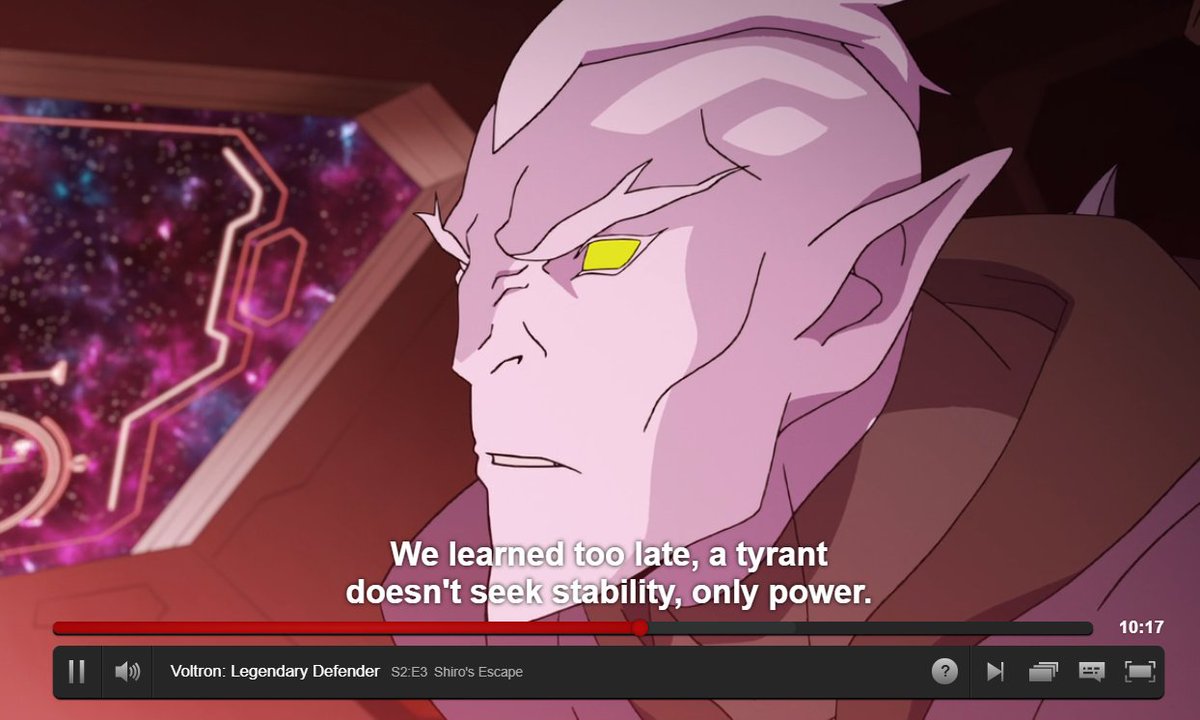 We learned too late, a tyrant
doesn't seek stability, only power.
10:17
Voltron: Legendary Defender S2:E3 Shiro's Escape
?